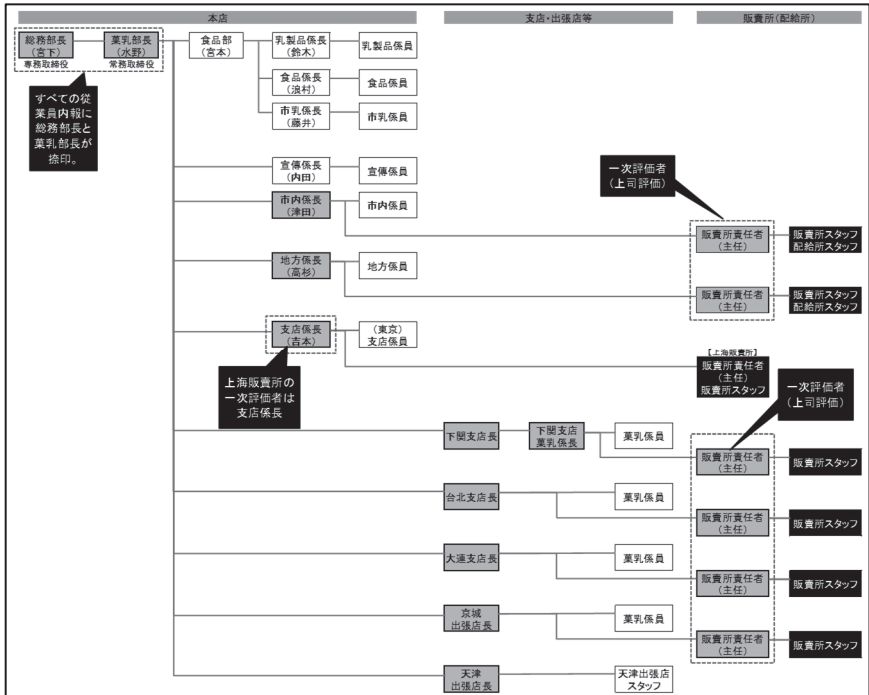 本店
支店・出張店等
販賣所(配給所)
総務部長
(宮下)
専務取締役
菓乳部長
(水野)
常務取締役
食品部
(宮本)
乳製品係長
(鈴木)
乳製品係員
食品係長
(浪村)
食品係員
市乳係長
(藤井)
市乳係員
すべての従
業員内報に
総務部長と
菓乳部長が
捺印。
宣傳係長
(内田)
宣傳係員
一次評価者
(上司評価)
市内係長
(津田)
市内係員
販賣所責任者
(主任)
販賣所スタッフ
配給所スタッフ
地方係長
(高杉)
地方係員
販賣所責任者
(主任)
販賣所スタッフ
配給所スタッフ
支店係長
(吉本)
(東京)
支店係員
【上海販賣所】
販賣所責任者
(主任)
販賣所スタッフ
上海販賣所の
一次評価者は
支店係長
一次評価者
(上司評価)
下関支店長
下関支店
菓乳係長
菓乳係員
販賣所責任者
(主任)
販賣所スタッフ
台北支店長
菓乳係員
販賣所責任者
(主任)
販賣所スタッフ
大連支店長
菓乳係員
販賣所責任者
(主任)
販賣所スタッフ
京城
出張店長
菓乳係員
販賣所責任者
(主任)
販賣所スタッフ
天津
出張店長
天津出張店
スタッフ